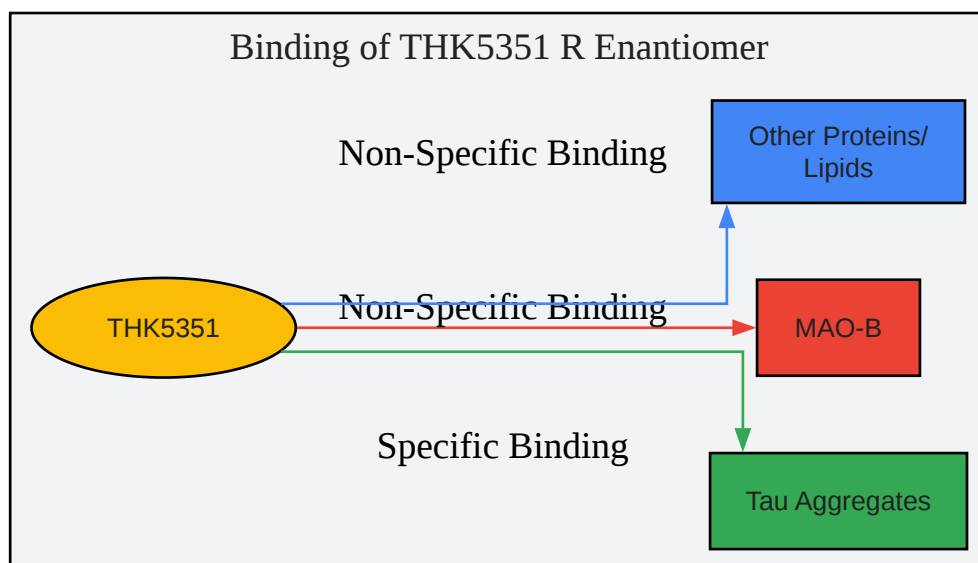 Binding of THK5351 R Enantiomer
Non-Specific Binding
Other Proteins/
Lipids
THK5351
Non-Specific Binding
MAO-B
Specific Binding
Tau Aggregates